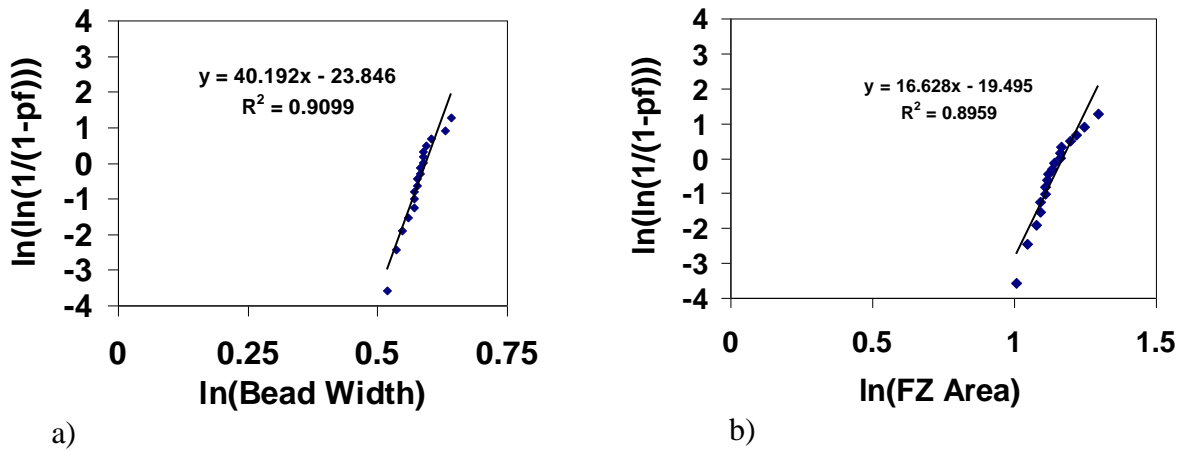 4
3
2
1
0
-1
-2
-3
-4
ln(ln(1/(1-pf)))
y = 40.192x - 23.846
R² = 0.9099
0 0.25 0.5 0.75
ln(Bead Width)
a)
4
3
2
1
0
-1
-2
-3
-4
ln(ln(1/(1-pf)))
y = 16.628x - 19.495
R² = 0.8959
0 0.5 1 1.5
ln(FZ Area)
b)